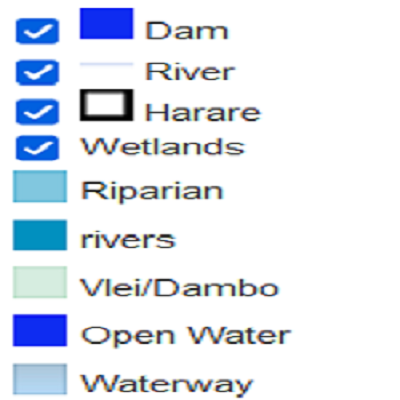 Dam
River
Harare
Wetlands
Riparian
rivers
Vlei/Dambo
Open Water
Waterway